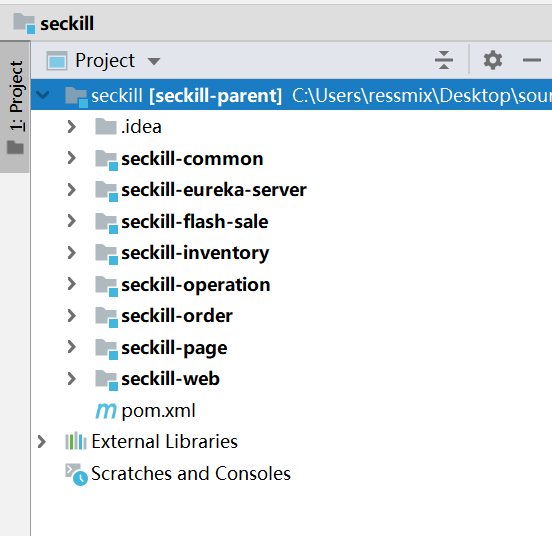 seckill
1: Project
Project
seckill [seckill-parent] C:\Users\ressmix\Desktop\sour
.idea
seckill-common
seckill-eureka-server
seckill-flash-sale
seckill-inventory
seckill-operation
seckill-order
seckill-page
seckill-web
pom.xml
External Libraries
Scratches and Consoles